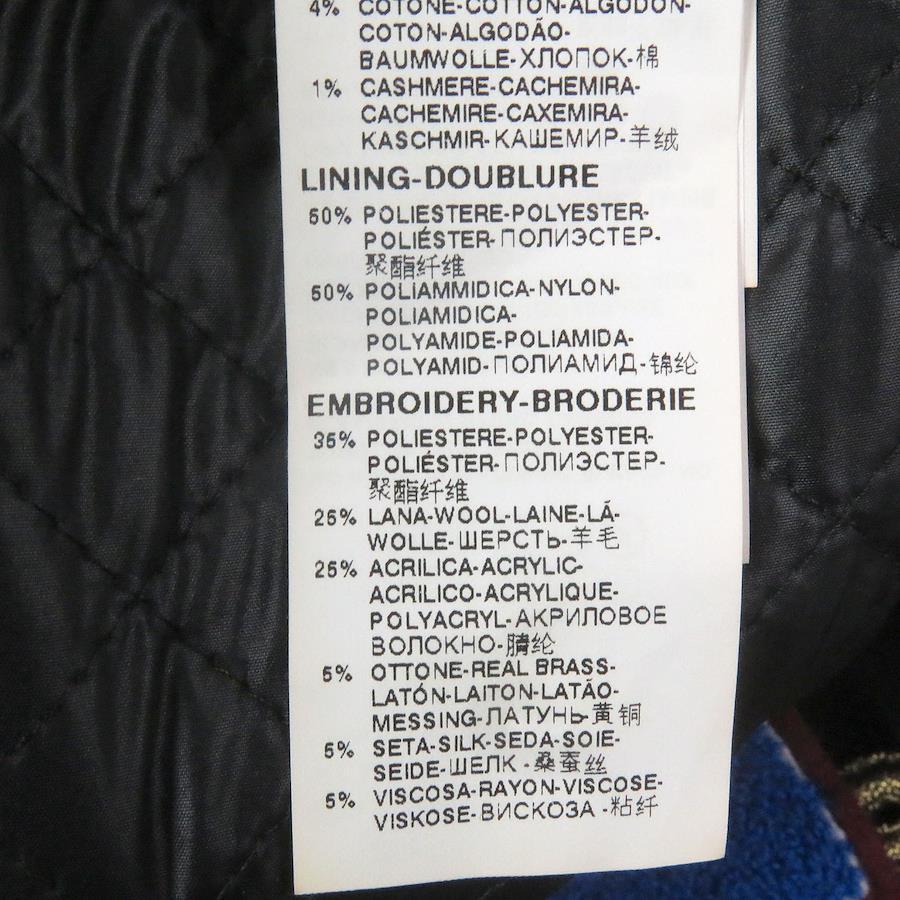 4% COTONE-COTTON-ALGODÓN-
COTON-ALGODÃO-
BAUMWOLLE-ХЛОПОК-棉
1% CASHMERE-CACHEMIRA-
CACHEMIRE-CAXEMIRA-
KASCHMIR-КАШЕМИР-羊绒
LINING-DOUBLURE
50% POLIESTERE-POLYESTER-
POLIÉSTER-ПОЛИЭСТЕР-
聚酯纤维
50% POLIAMMIDICA-NYLON-
POLIAMIDICA-
POLYAMIDE-POLIAMIDA-
POLYAMID-ПОЛИАМИД-锦纶
EMBROIDERY-BRODERIE
35% POLIESTERE-POLYESTER-
POLIÉSTER-ПОЛИЭСТЕР-
聚酯纤维
25% LANA-WOOL-LAINE-LÃ-
WOLLE-ШЕРСТЬ-羊毛
25% ACRILICA-ACRYLIC-
ACRILICO-ACRYLIQUE-
POLYACRYL-АКРИЛОВОЕ
ВОЛОКНО-腈纶
5% OTTONE-REAL BRASS-
LATÓN-LAITON-LATÃO-
MESSING-ЛАТУНЬ-黄铜
5% SETA-SILK-SEDA-SOIE-
SEIDE-ШЕЛК -桑蚕丝
5% VISCOSA-RAYON-VISCOSE-
VISKOSE-ВИСКОЗА -粘纤